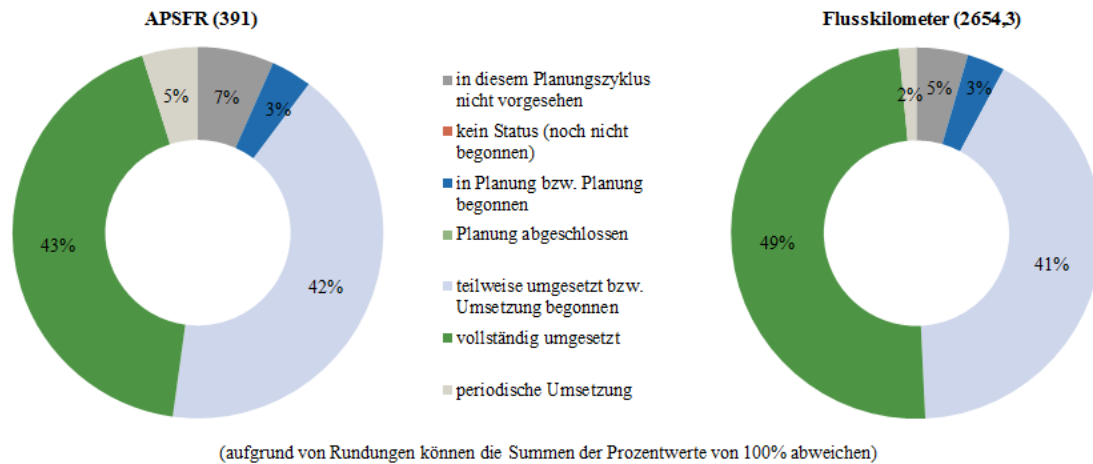 APSFR (391)
5%
7%
3%
43%
42%
in diesem Planungszyklus
nicht vorgesehen
kein Status (noch nicht
begonnen)
in Planung bzw. Planung
begonnen
Planung abgeschlossen
teilweise umgesetzt bzw.
Umsetzung begonnen
vollständig umgesetzt
periodische Umsetzung
Flusskilometer (2654,3)
2%
5%
3%
49%
41%
(aufgrund von Rundungen können die Summen der Prozentwerte von 100% abweichen)